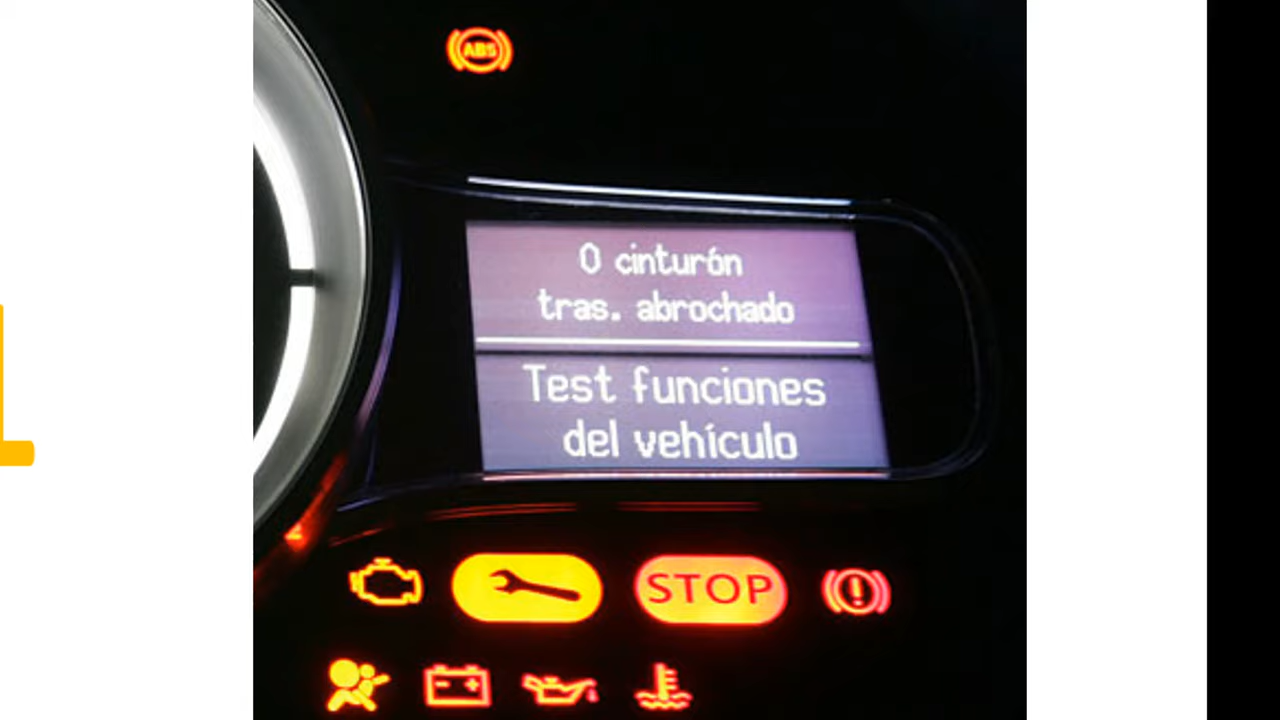 ABS
0 cinturón
tras. abrochado
Test funciones
del vehículo
STOP